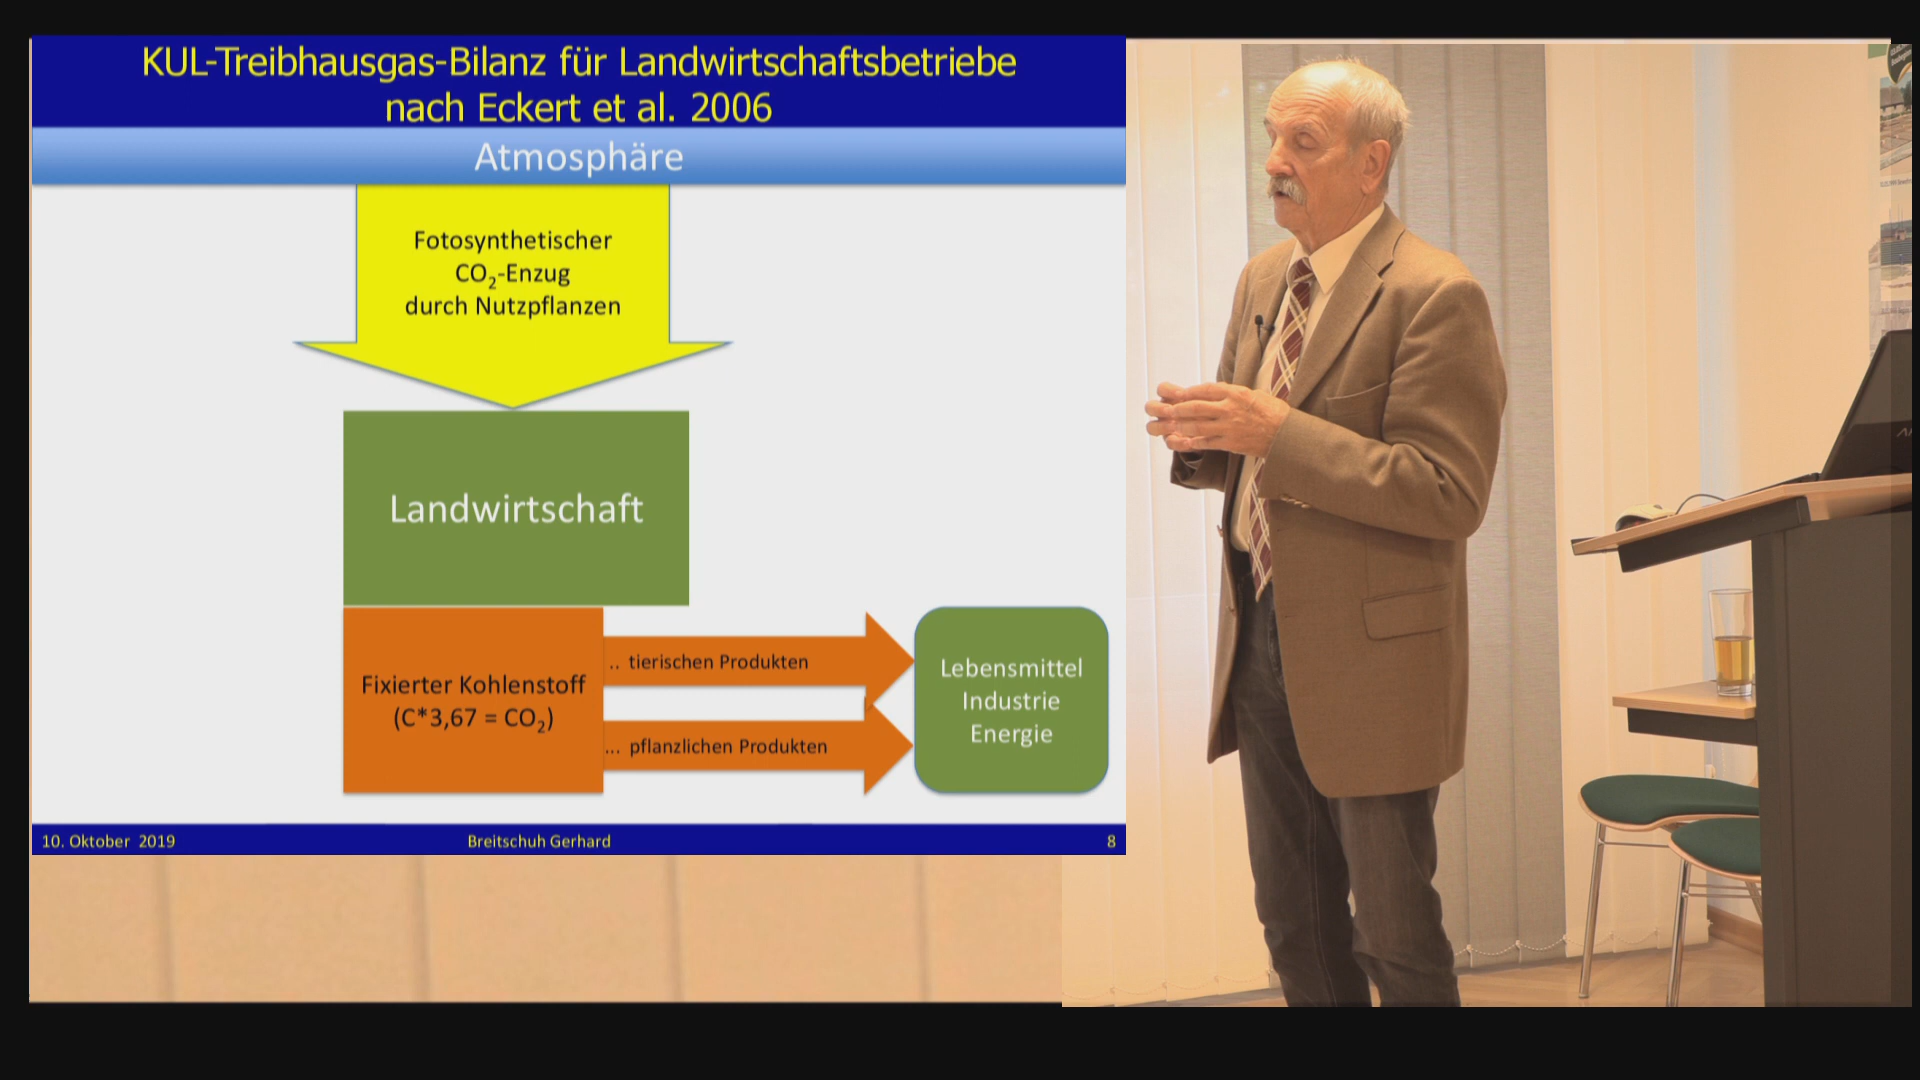 KUL-Treibhausgas-Bilanz für Landwirtschaftsbetriebe
nach Eckert et al. 2006
Atmosphäre
Fotosynthetischer
CO₂-Enzug
durch Nutzpflanzen
Landwirtschaft
Fixierter Kohlenstoff
(C*3,67 = CO₂)
.. tierischen Produkten
... pflanzlichen Produkten
Lebensmittel
Industrie
Energie
10. Oktober 2019
Breitschuh Gerhard
8